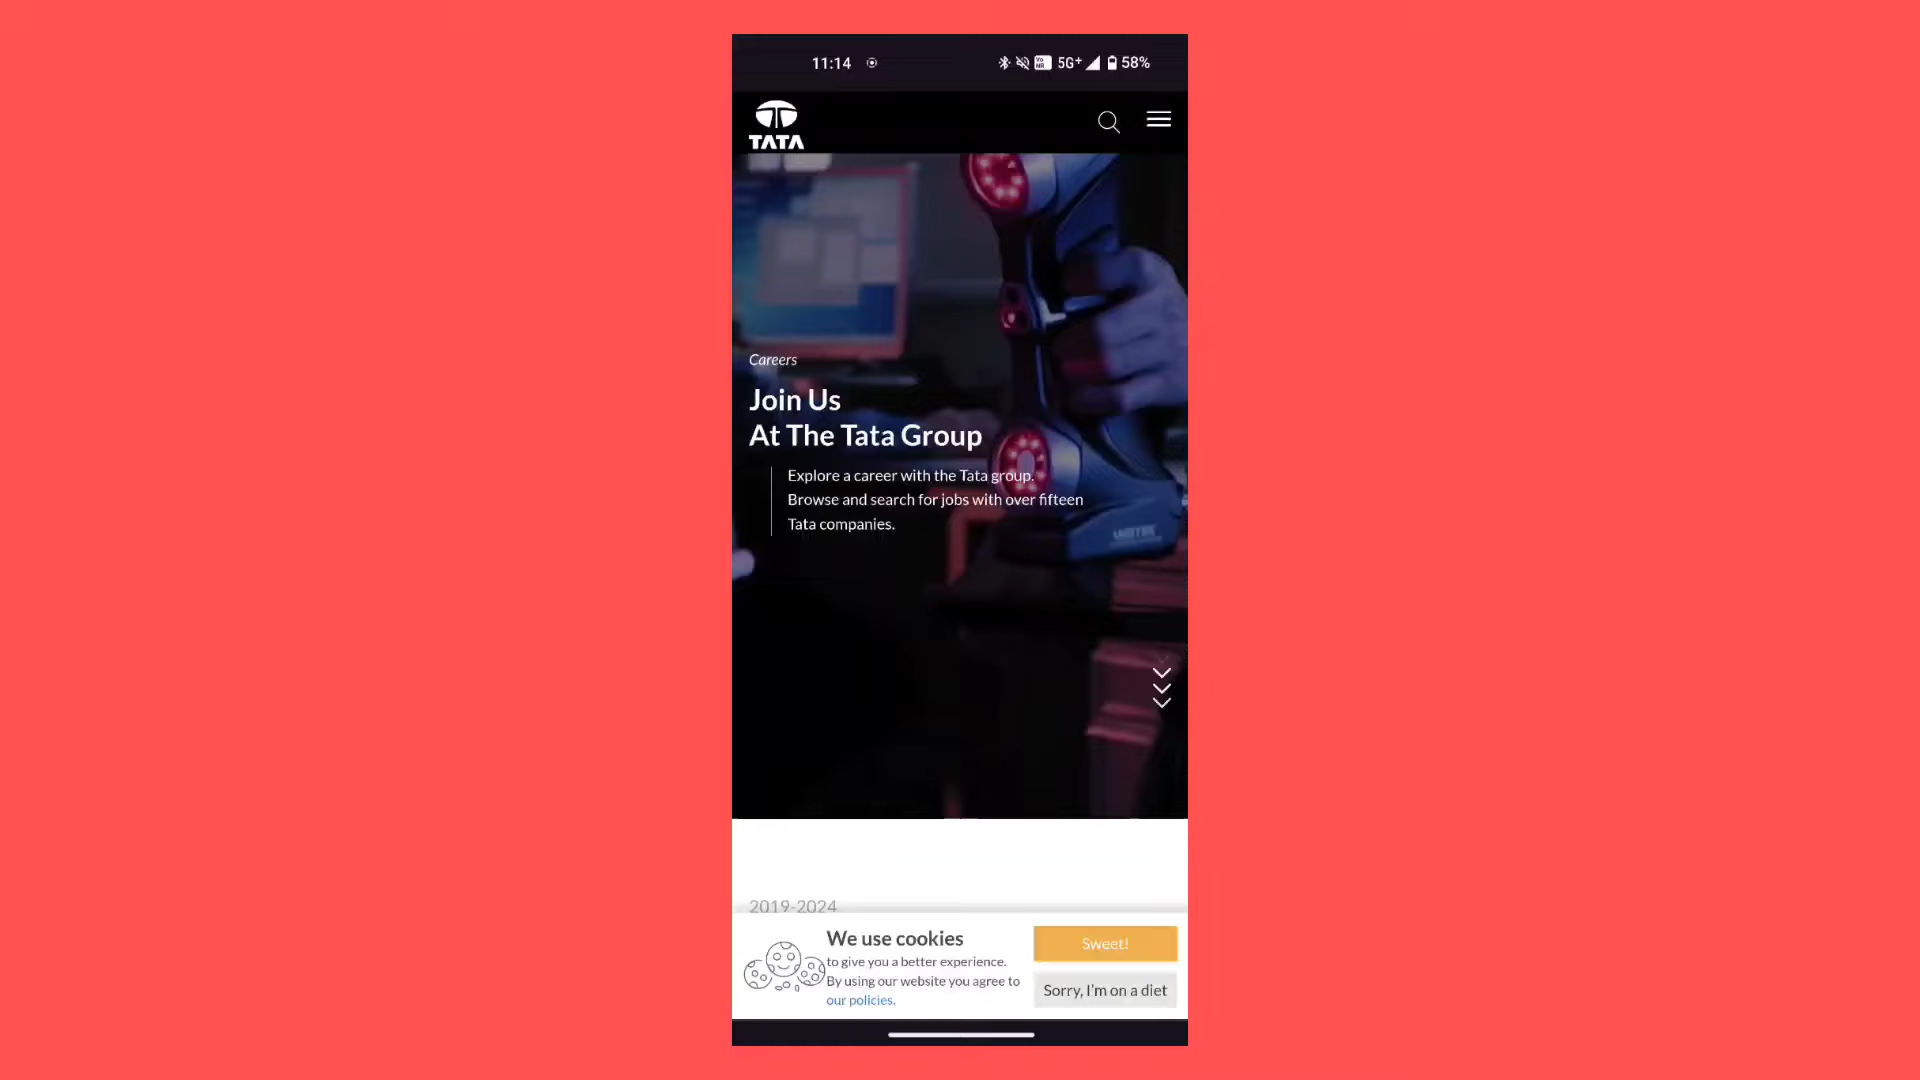 11:14
5G+ 58%
TATA
Careers
Join Us
At The Tata Group
Explore a career with the Tata group.
Browse and search for jobs with over fifteen
Tata companies.
2019-2024
We use cookies
to give you a better experience.
By using our website you agree to
our policies.
Sweet!
Sorry, I'm on a diet